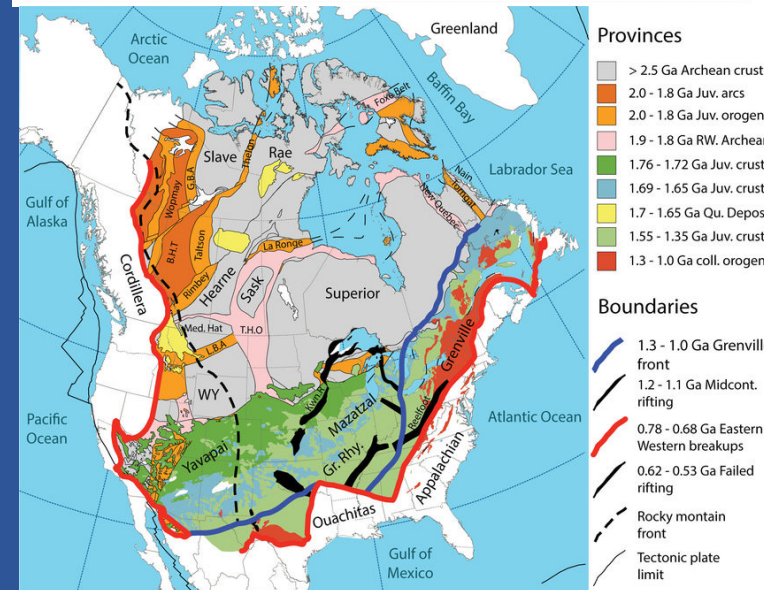 Greenland
Arctic
Ocean
Baffin Bay
Foxe Belt
Slave
Rae
Thelon
G.B.A
Wopmay
Nain
Torngat
New Quebec
Labrador Sea
Gulf of
Alaska
B.H.T
Taltson
La Ronge
Rimbey
Hearne
Sask
Superior
Cordillera
Med. Hat
T.H.O
L.B.A
WY
Grenville
Pacific
Ocean
Atlantic Ocean
Mazatzal
Reelfoot
Yavapai
Gr. Rhy.
Appalachian
Ouachitas
Gulf of
Mexico
Provinces
> 2.5 Ga Archean crust
2.0 - 1.8 Ga Juv. arcs
2.0 - 1.8 Ga Juv. orogen
1.9 - 1.8 Ga RW. Archean
1.76 - 1.72 Ga Juv. crust
1.69 - 1.65 Ga Juv. crust
1.7 - 1.65 Ga Qu. Depos
1.55 - 1.35 Ga Juv. crust
1.3 - 1.0 Ga coll. orogen
Boundaries
1.3 - 1.0 Ga Grenvill
front
1.2 - 1.1 Ga Midcont.
rifting
0.78 - 0.68 Ga Eastern
Western breakups
0.62 - 0.53 Ga Failed
rifting
Rocky montain
front
Tectonic plate
limit